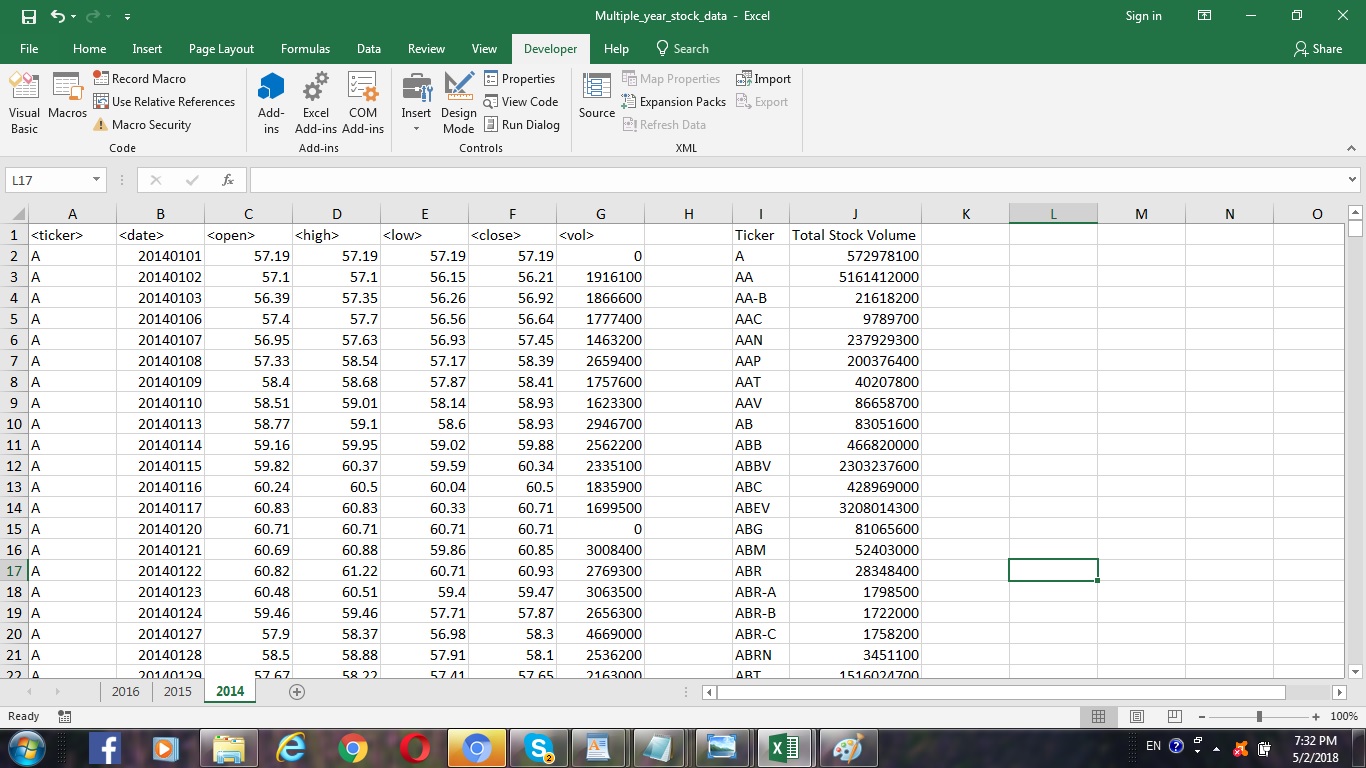 Multiple_year_stock_data - Excel Sign in
File Home Insert Page Layout Formulas Data Review View Developer Help Search Share
Visual Basic
Macros
Record Macro
Use Relative References
Macro Security
Code
Add-ins
Excel Add-ins
COM Add-ins
Add-ins
Insert
Design Mode
Properties
View Code
Run Dialog
Controls
Source
Map Properties
Expansion Packs
Refresh Data
Import
Export
XML
L17 fx
A B C D E F G H I J K L M N O
1 <ticker> <date> <open> <high> <low> <close> <vol> Ticker Total Stock Volume
2 A 20140101 57.19 57.19 57.19 57.19 0 A 572978100
3 A 20140102 57.1 57.1 56.15 56.21 1916100 AA 5161412000
4 A 20140103 56.39 57.35 56.26 56.92 1866600 AA-B 21618200
5 A 20140106 57.4 57.7 56.56 56.64 1777400 AAC 9789700
6 A 20140107 56.95 57.63 56.93 57.45 1463200 AAN 237929300
7 A 20140108 57.33 58.54 57.17 58.39 2659400 AAP 200376400
8 A 20140109 58.4 58.68 57.87 58.41 1757600 AAT 40207800
9 A 20140110 58.51 59.01 58.14 58.93 1623300 AAV 86658700
10 A 20140113 58.77 59.1 58.6 58.93 2946700 AB 83051600
11 A 20140114 59.16 59.95 59.02 59.88 2562200 ABB 466820000
12 A 20140115 59.82 60.37 59.59 60.34 2335100 ABBV 2303237600
13 A 20140116 60.24 60.5 60.04 60.5 1835900 ABC 428969000
14 A 20140117 60.83 60.83 60.33 60.71 1699500 ABEV 3208014300
15 A 20140120 60.71 60.71 60.71 60.71 0 ABG 81065600
16 A 20140121 60.69 60.88 59.86 60.85 3008400 ABM 52403000
17 A 20140122 60.82 61.22 60.71 60.93 2769300 ABR 28348400
18 A 20140123 60.48 60.51 59.4 59.47 3063500 ABR-A 1798500
19 A 20140124 59.46 59.46 57.71 57.87 2656300 ABR-B 1722000
20 A 20140127 57.9 58.37 56.98 58.3 4669000 ABR-C 1758200
21 A 20140128 58.5 58.88 57.91 58.1 2536200 ABRN 3451100
22 A 20140129 57.67 58.22 57.41 57.65 2163000 ABT 1516024700
2016 2015 2014
Ready 100%
EN 7:32 PM
5/2/2018